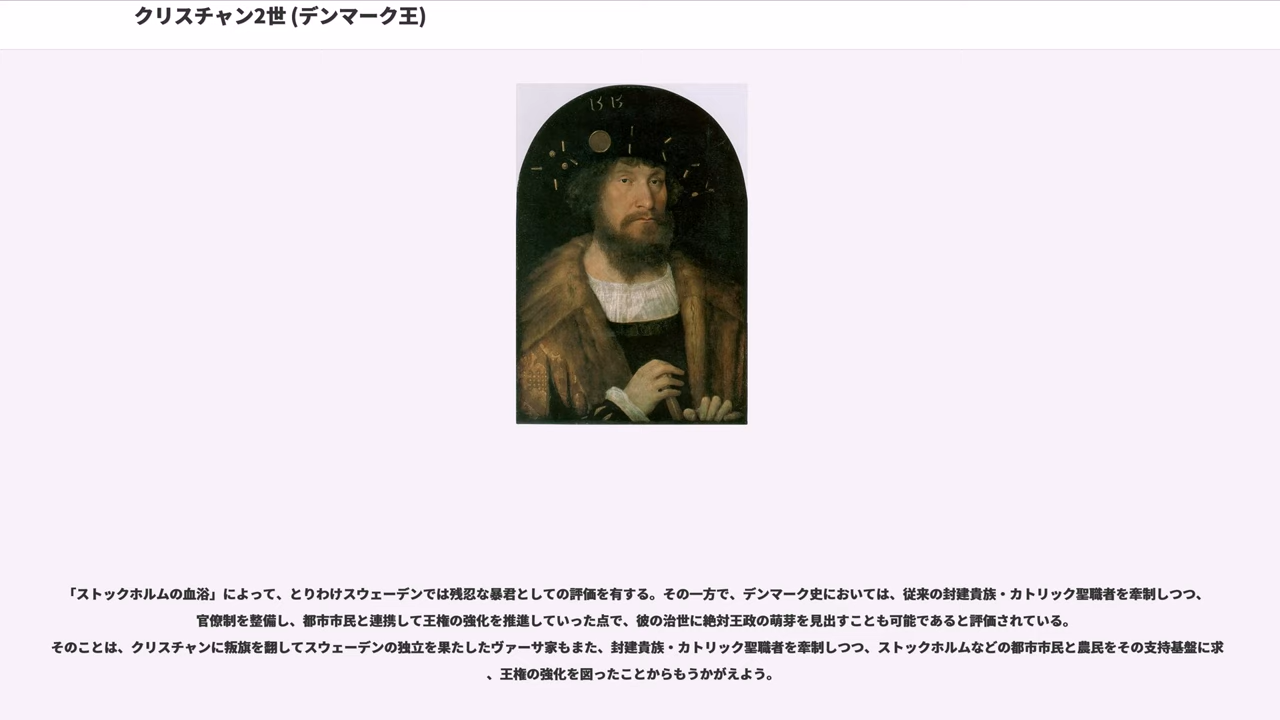 クリスチャン2世 (デンマーク王)
1515
「ストックホルムの血浴」によって、とりわけスウェーデンでは残忍な暴君としての評価を有する。その一方で、デンマーク史においては、従来の封建貴族・カトリック聖職者を牽制しつつ、
官僚制を整備し、都市市民と連携して王権の強化を推進していった点で、彼の治世に絶対王政の萌芽を見出すことも可能であると評価されている。
そのことは、クリスチャンに叛旗を翻してスウェーデンの独立を果たしたヴァーサ家もまた、封建貴族・カトリック聖職者を牽制しつつ、ストックホルムなどの都市市民と農民をその支持基盤に求
、王権の強化を図ったことからもうかがえよう。